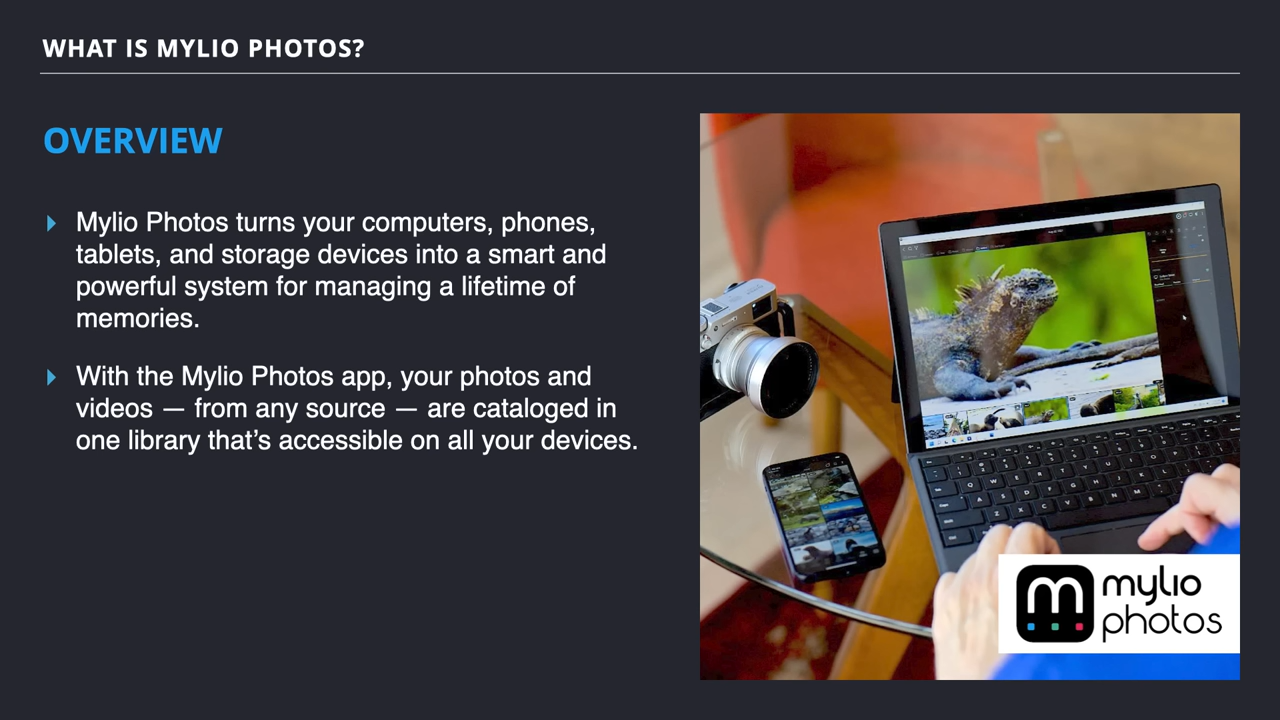 WHAT IS MYLIO PHOTOS?
OVERVIEW
Mylio Photos turns your computers, phones,
tablets, and storage devices into a smart and
powerful system for managing a lifetime of
memories.
With the Mylio Photos app, your photos and
videos — from any source — are cataloged in
one library that’s accessible on all your devices.
mylio
photos